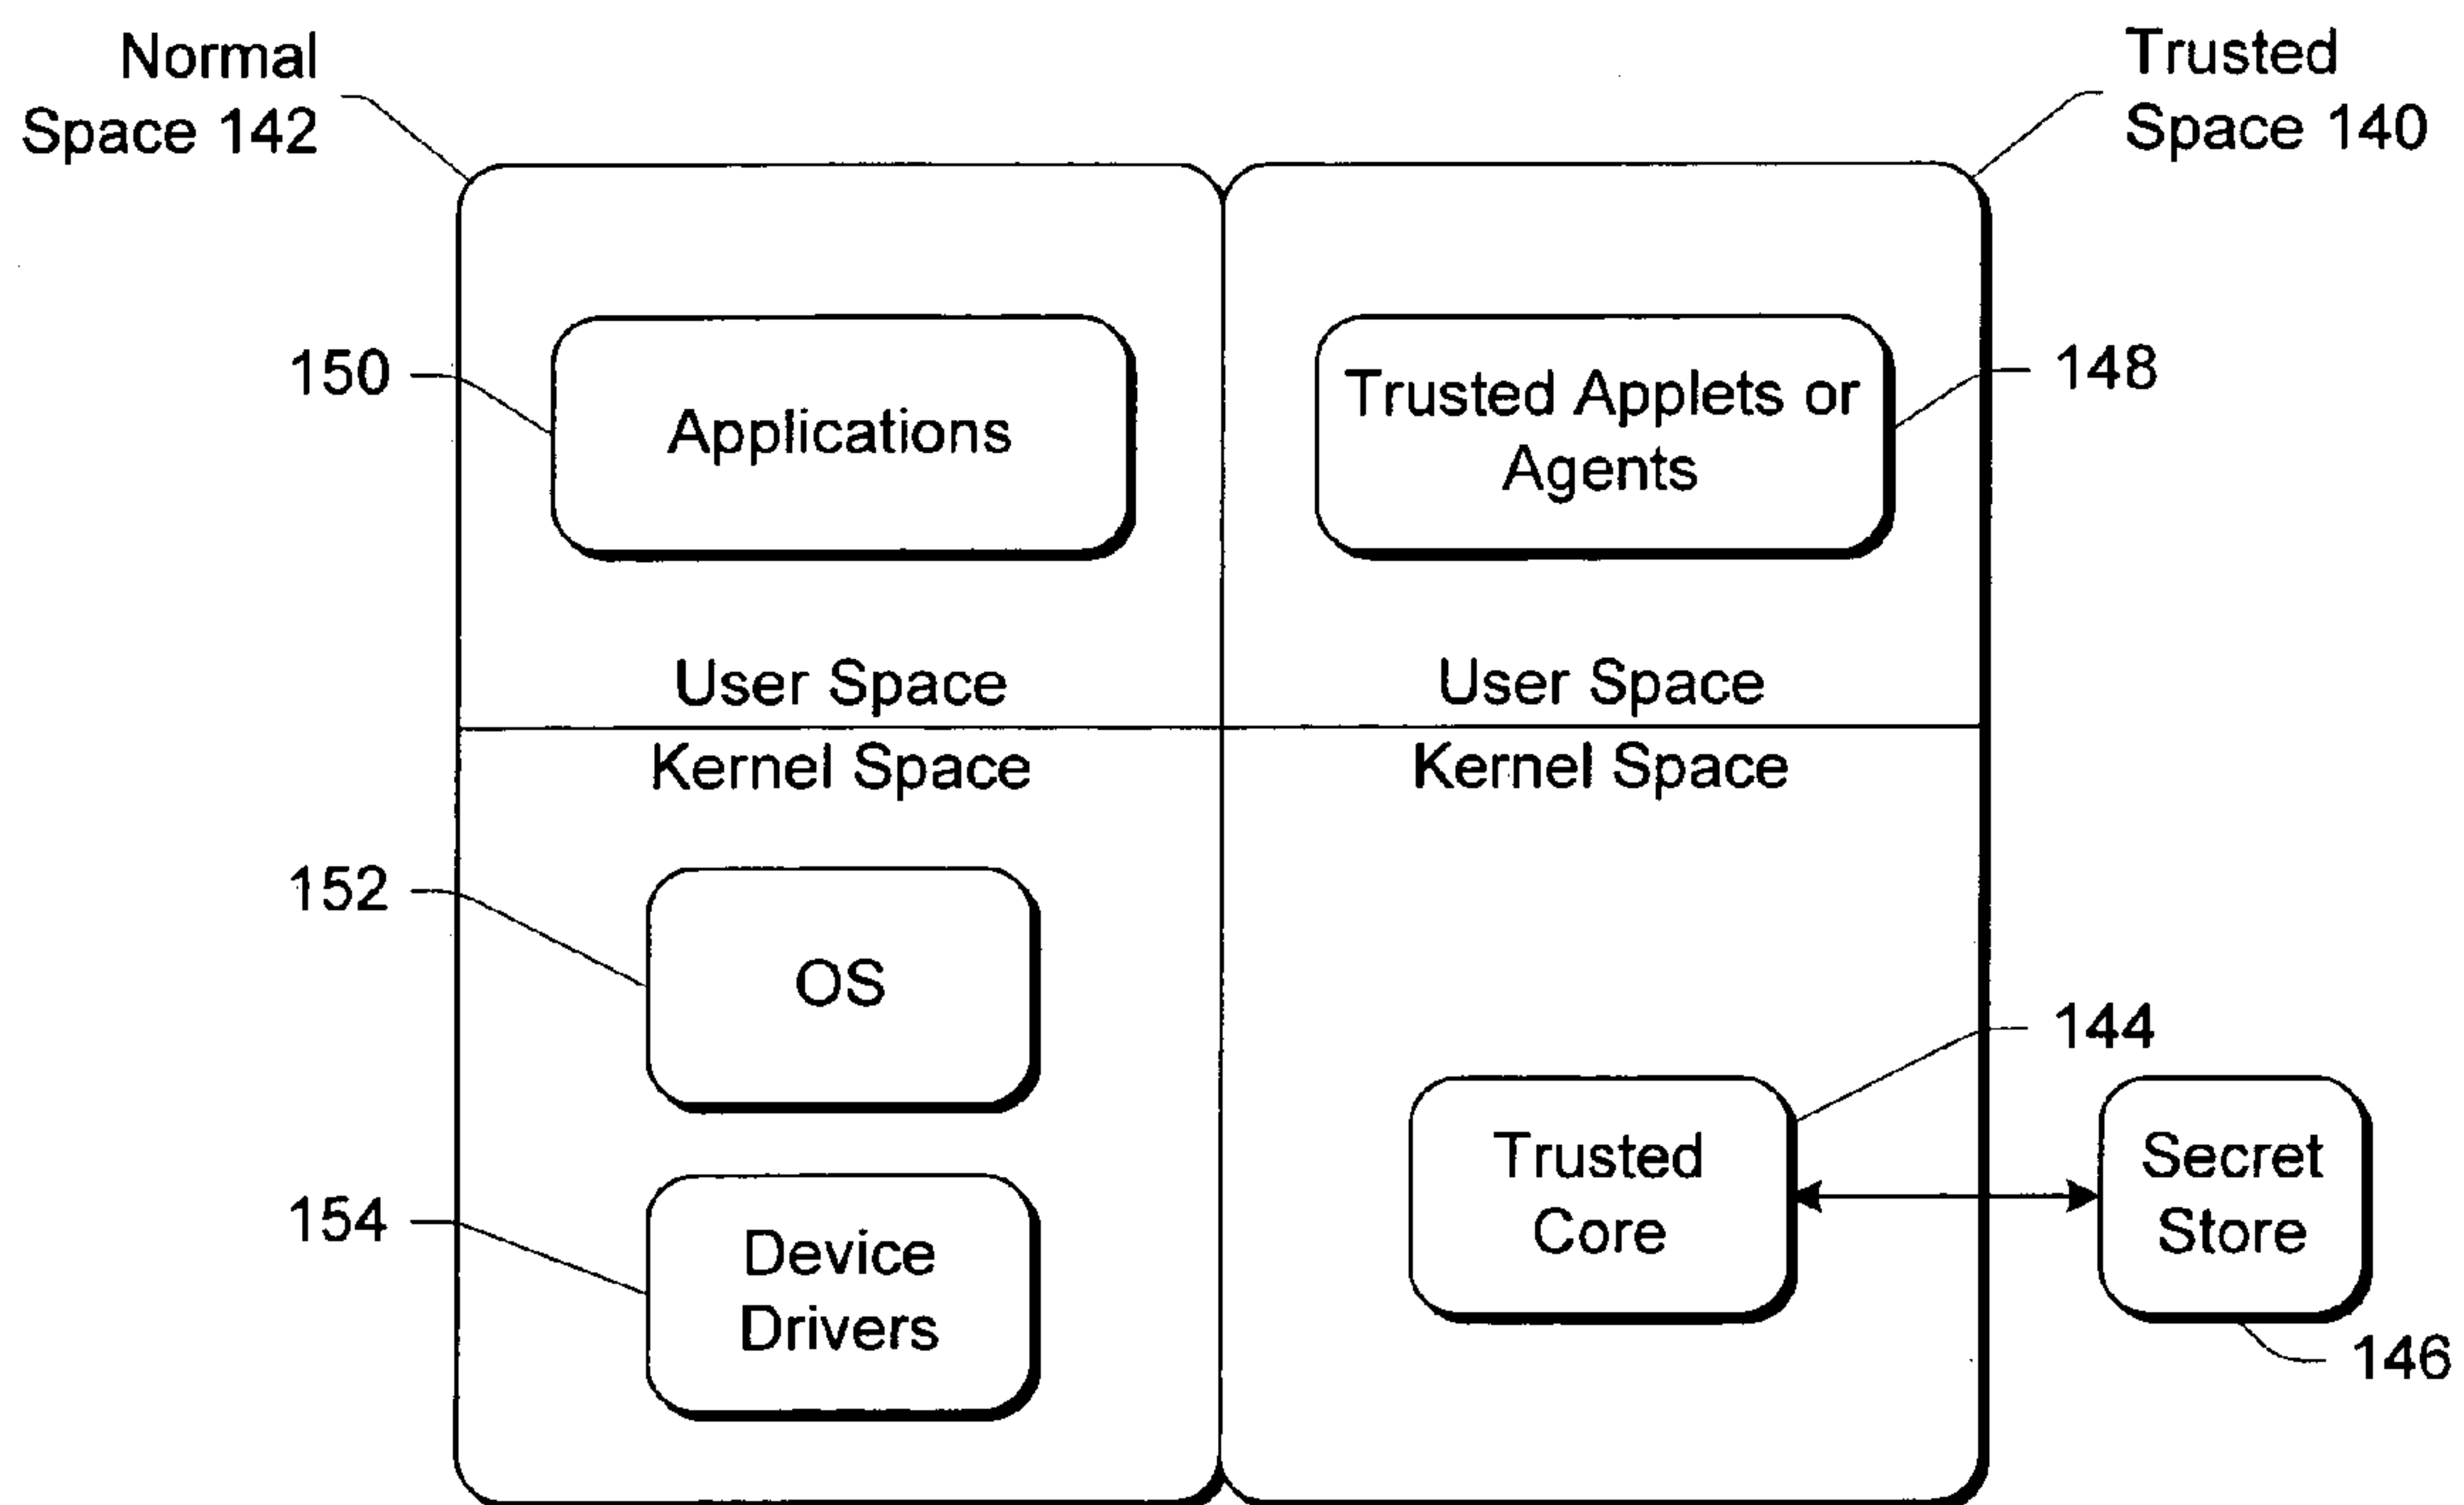 Normal
Space 142
Trusted
Space 140
150
Applications
Trusted Applets or
Agents
148
User Space
User Space
Kernel Space
Kernel Space
152
OS
144
Trusted
Core
Secret
Store
154
Device
Drivers
146